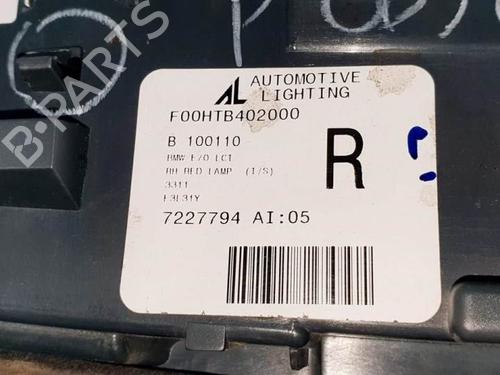 AL AUTOMOTIVE
LIGHTING
F00HTB402000
B 100110
BMW E70 LCI
RH RED LAMP (I/S)
3311
F3L31Y
R
7227794 AI:05
B-PARTS